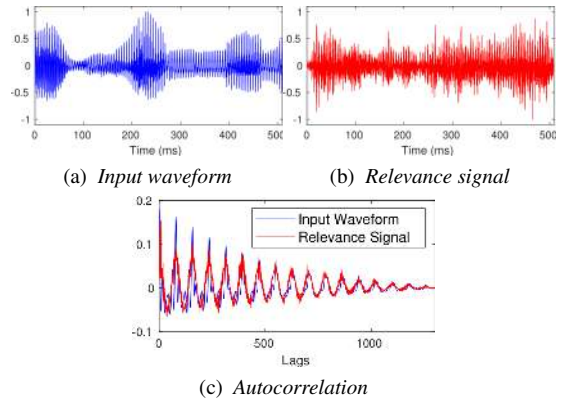 1
0.5
0
-0.5
-1
0 100 200 300 400 500
Time (ms)
(a) Input waveform
1
0.5
0
-0.5
-1
0 100 200 300 400 500
Time (ms)
(b) Relevance signal
0.2
0.1
0
-0.1
Input Waveform
Relevance Signal
0 500 1000
Lags
(c) Autocorrelation